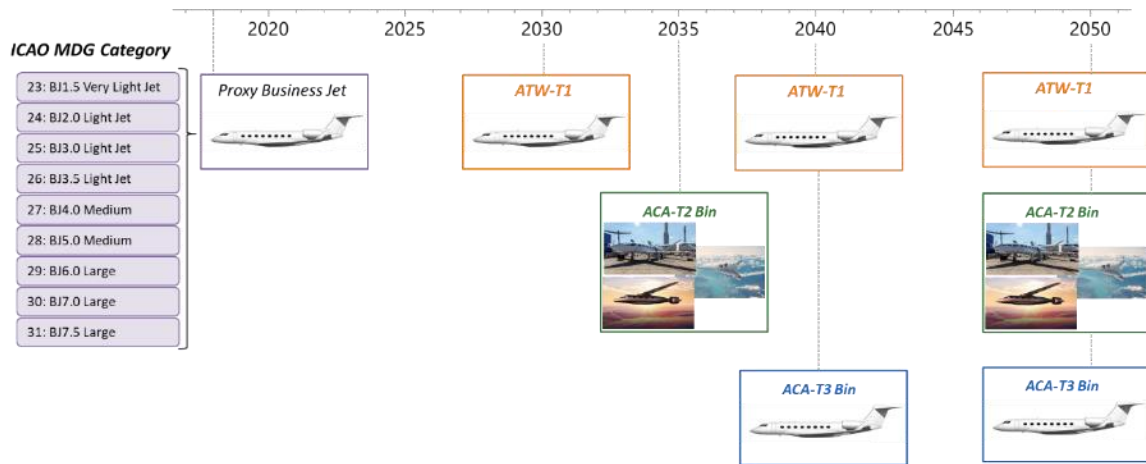 2020 2025 2030 2035 2040 2045 2050
ICAO MDG Category
23: BJ1.5 Very Light Jet
24: BJ2.0 Light Jet
25: BJ3.0 Light Jet
26: BJ3.5 Light Jet
27: BJ4.0 Medium
28: BJ5.0 Medium
29: BJ6.0 Large
30: BJ7.0 Large
31: BJ7.5 Large
Proxy Business Jet
ATW-T1
ATW-T1
ATW-T1
ACA-T2 Bin
ACA-T2 Bin
ACA-T3 Bin
ACA-T3 Bin